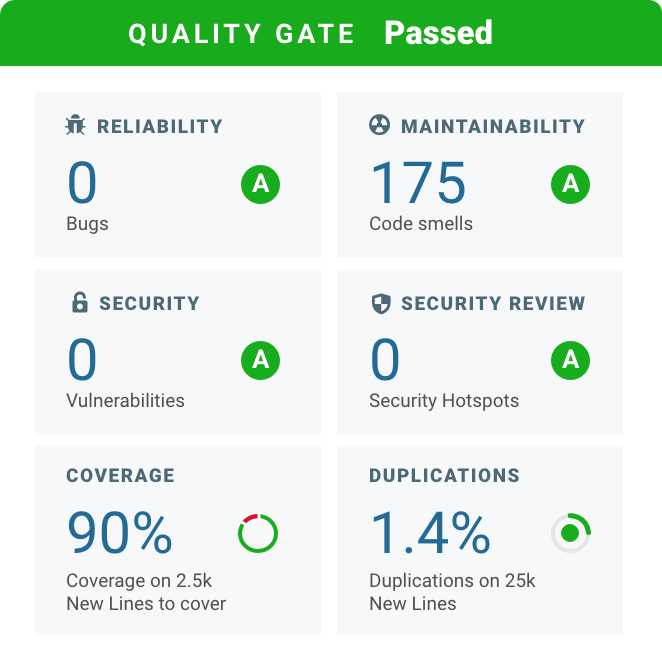 QUALITY GATE Passed
RELIABILITY
0 A
Bugs
MAINTAINABILITY
175 A
Code smells
SECURITY
0 A
Vulnerabilities
SECURITY REVIEW
0 A
Security Hotspots
COVERAGE
90%
Coverage on 2.5k
New Lines to cover
DUPLICATIONS
1.4%
Duplications on 25k
New Lines